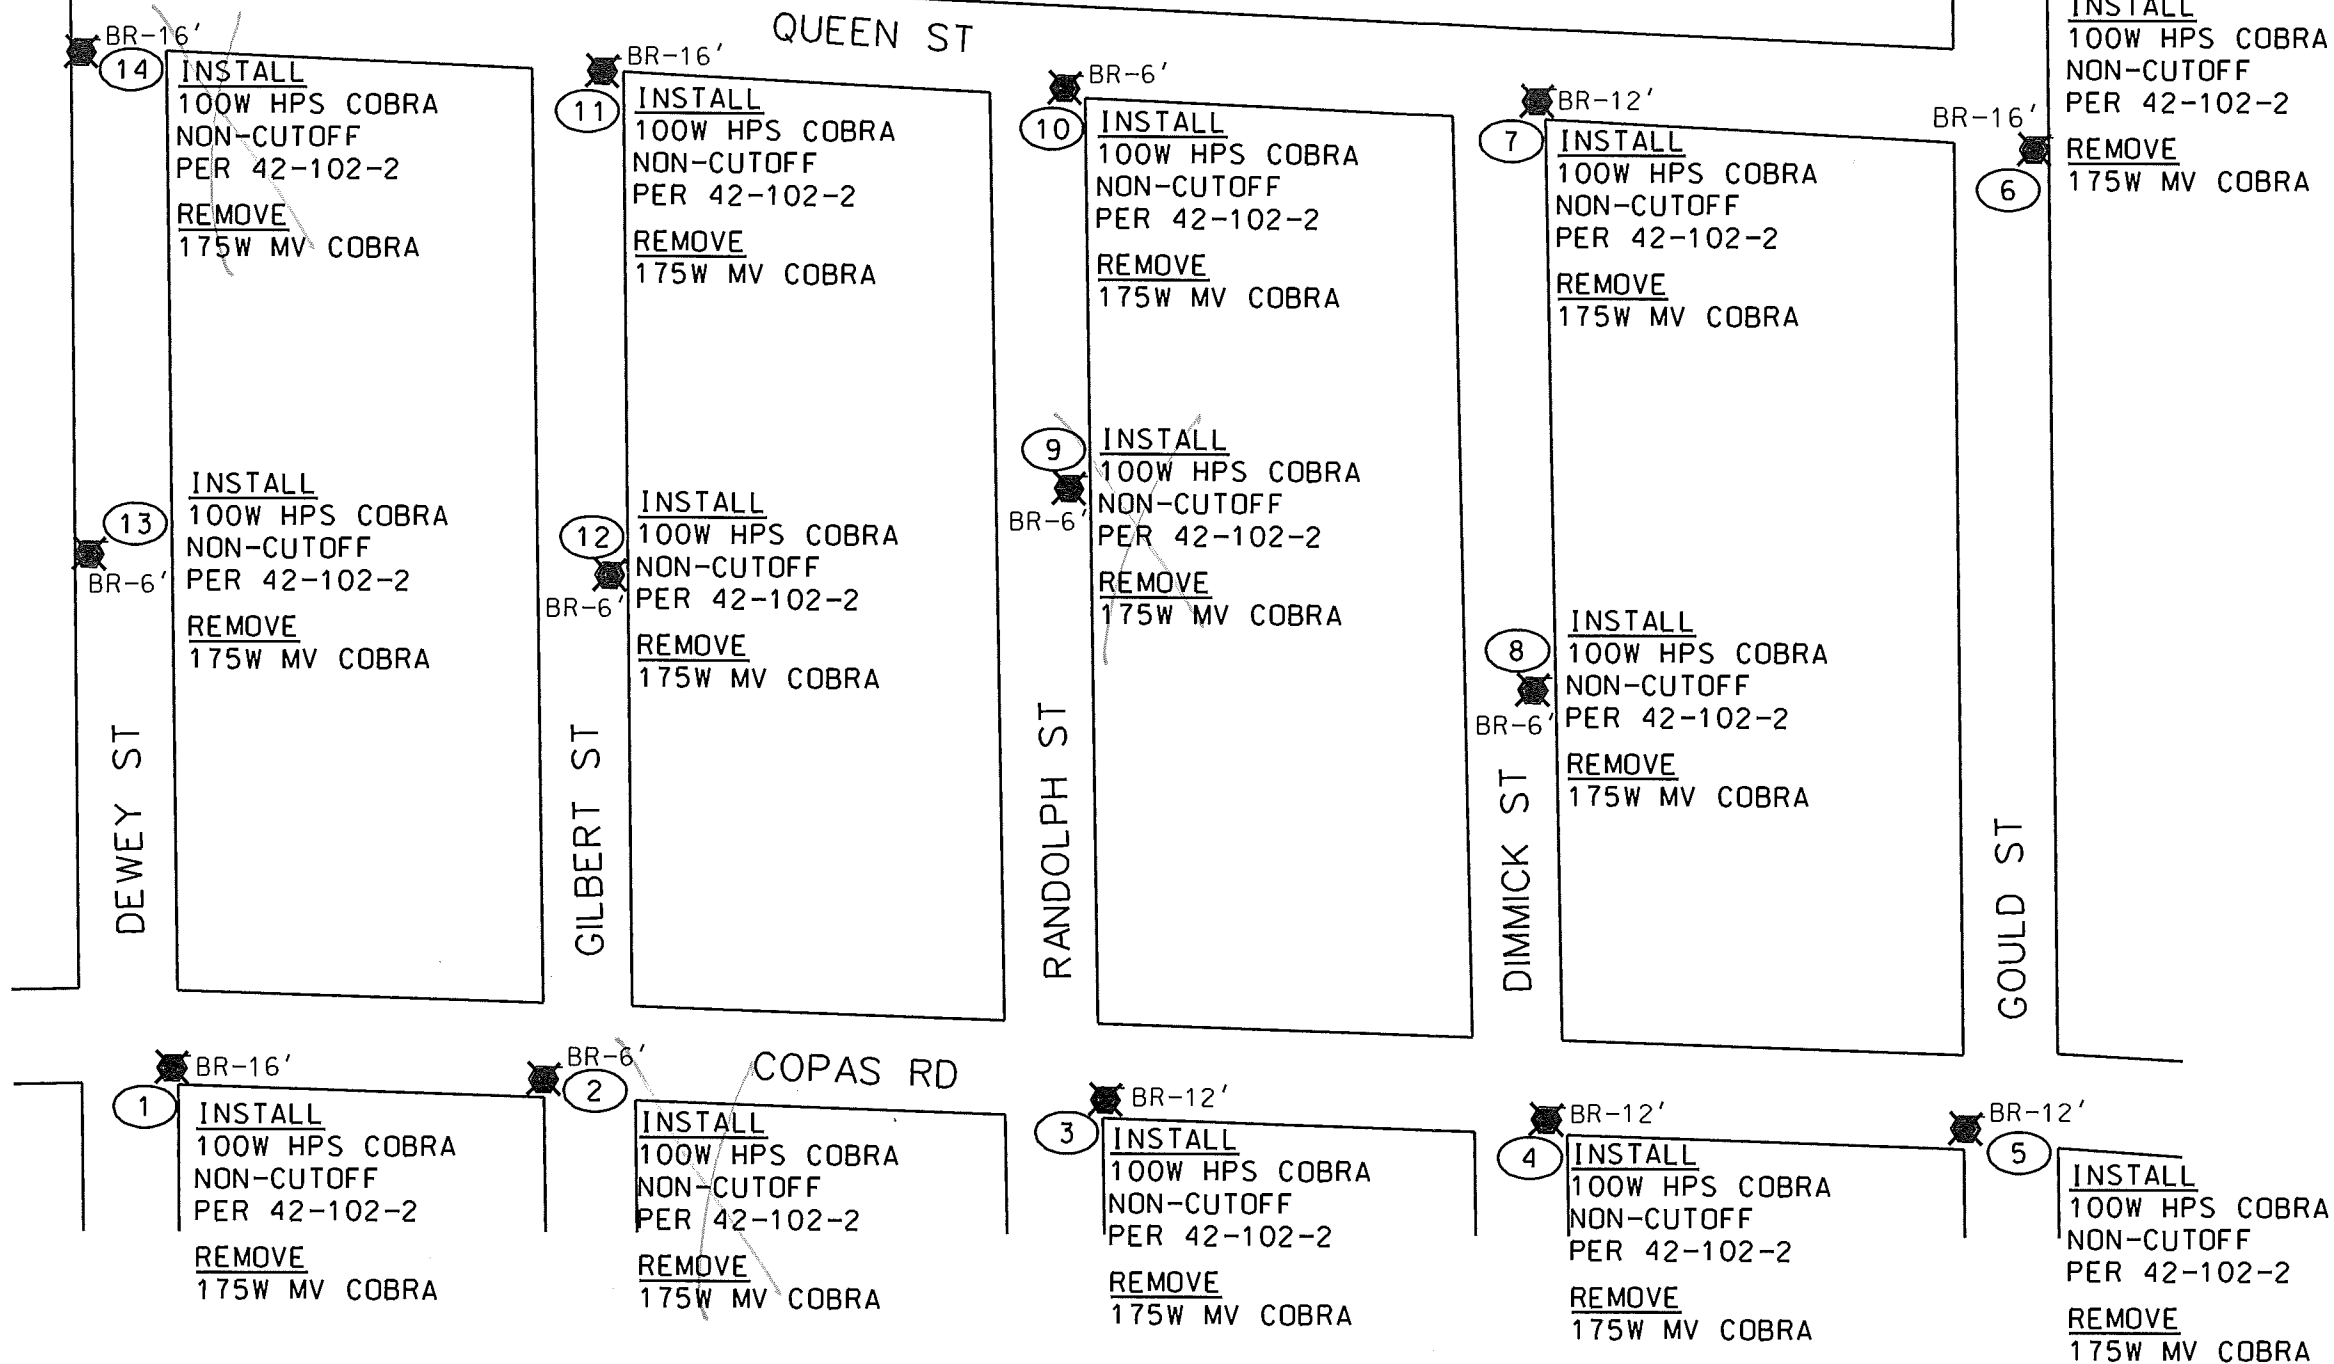 QUEEN ST
BR-16'
14
INSTALL
100W HPS COBRA
NON-CUTOFF
PER 42-102-2
REMOVE
175W MV COBRA
BR-16'
11
INSTALL
100W HPS COBRA
NON-CUTOFF
PER 42-102-2
REMOVE
175W MV COBRA
BR-6'
10
INSTALL
100W HPS COBRA
NON-CUTOFF
PER 42-102-2
REMOVE
175W MV COBRA
BR-12'
7
INSTALL
100W HPS COBRA
NON-CUTOFF
PER 42-102-2
REMOVE
175W MV COBRA
BR-16'
6
INSTALL
100W HPS COBRA
NON-CUTOFF
PER 42-102-2
REMOVE
175W MV COBRA
13
BR-6'
INSTALL
100W HPS COBRA
NON-CUTOFF
PER 42-102-2
REMOVE
175W MV COBRA
12
BR-6'
INSTALL
100W HPS COBRA
NON-CUTOFF
PER 42-102-2
REMOVE
175W MV COBRA
9
BR-6'
INSTALL
100W HPS COBRA
NON-CUTOFF
PER 42-102-2
REMOVE
175W MV COBRA
8
BR-6'
INSTALL
100W HPS COBRA
NON-CUTOFF
PER 42-102-2
REMOVE
175W MV COBRA
DEWEY ST
GILBERT ST
RANDOLPH ST
DIMMICK ST
GOULD ST
COPAS RD
BR-16'
1
INSTALL
100W HPS COBRA
NON-CUTOFF
PER 42-102-2
REMOVE
175W MV COBRA
BR-6'
2
INSTALL
100W HPS COBRA
NON-CUTOFF
PER 42-102-2
REMOVE
175W MV COBRA
BR-12'
3
INSTALL
100W HPS COBRA
NON-CUTOFF
PER 42-102-2
REMOVE
175W MV COBRA
BR-12'
4
INSTALL
100W HPS COBRA
NON-CUTOFF
PER 42-102-2
REMOVE
175W MV COBRA
BR-12'
5
INSTALL
100W HPS COBRA
NON-CUTOFF
PER 42-102-2
REMOVE
175W MV COBRA